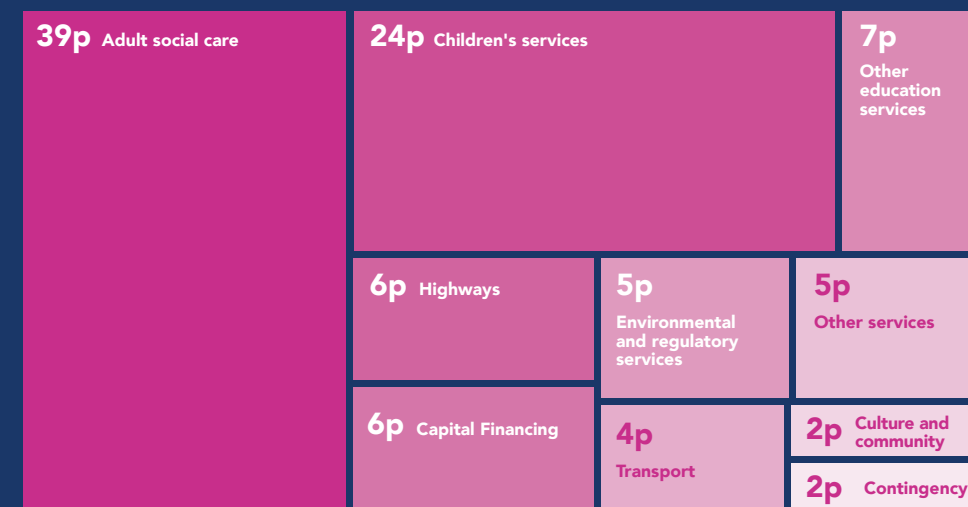 39p Adult social care
24p Children's services
7p
Other
education
services
6p Highways
5p
Environmental
and regulatory
services
5p
Other services
6p Capital Financing
4p
Transport
2p Culture and
community
2p Contingency